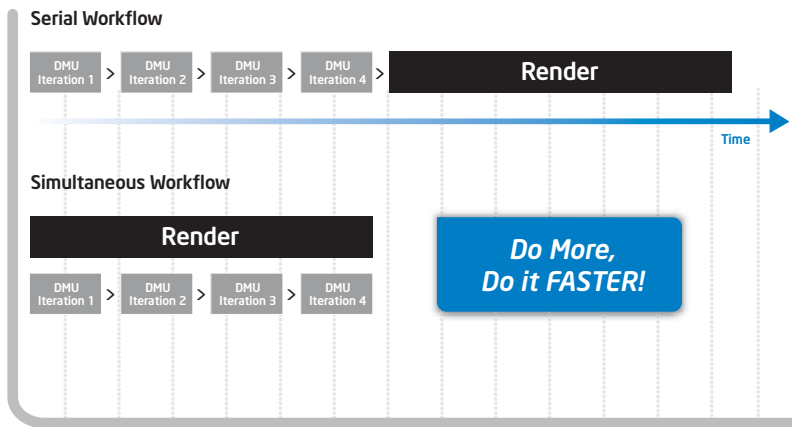 Serial Workflow
DMU
Iteration 1
>
DMU
Iteration 2
>
DMU
Iteration 3
>
DMU
Iteration 4
>
Render
Time
Simultaneous Workflow
Render
DMU
Iteration 1
>
DMU
Iteration 2
>
DMU
Iteration 3
>
DMU
Iteration 4
Do More,
Do it FASTER!